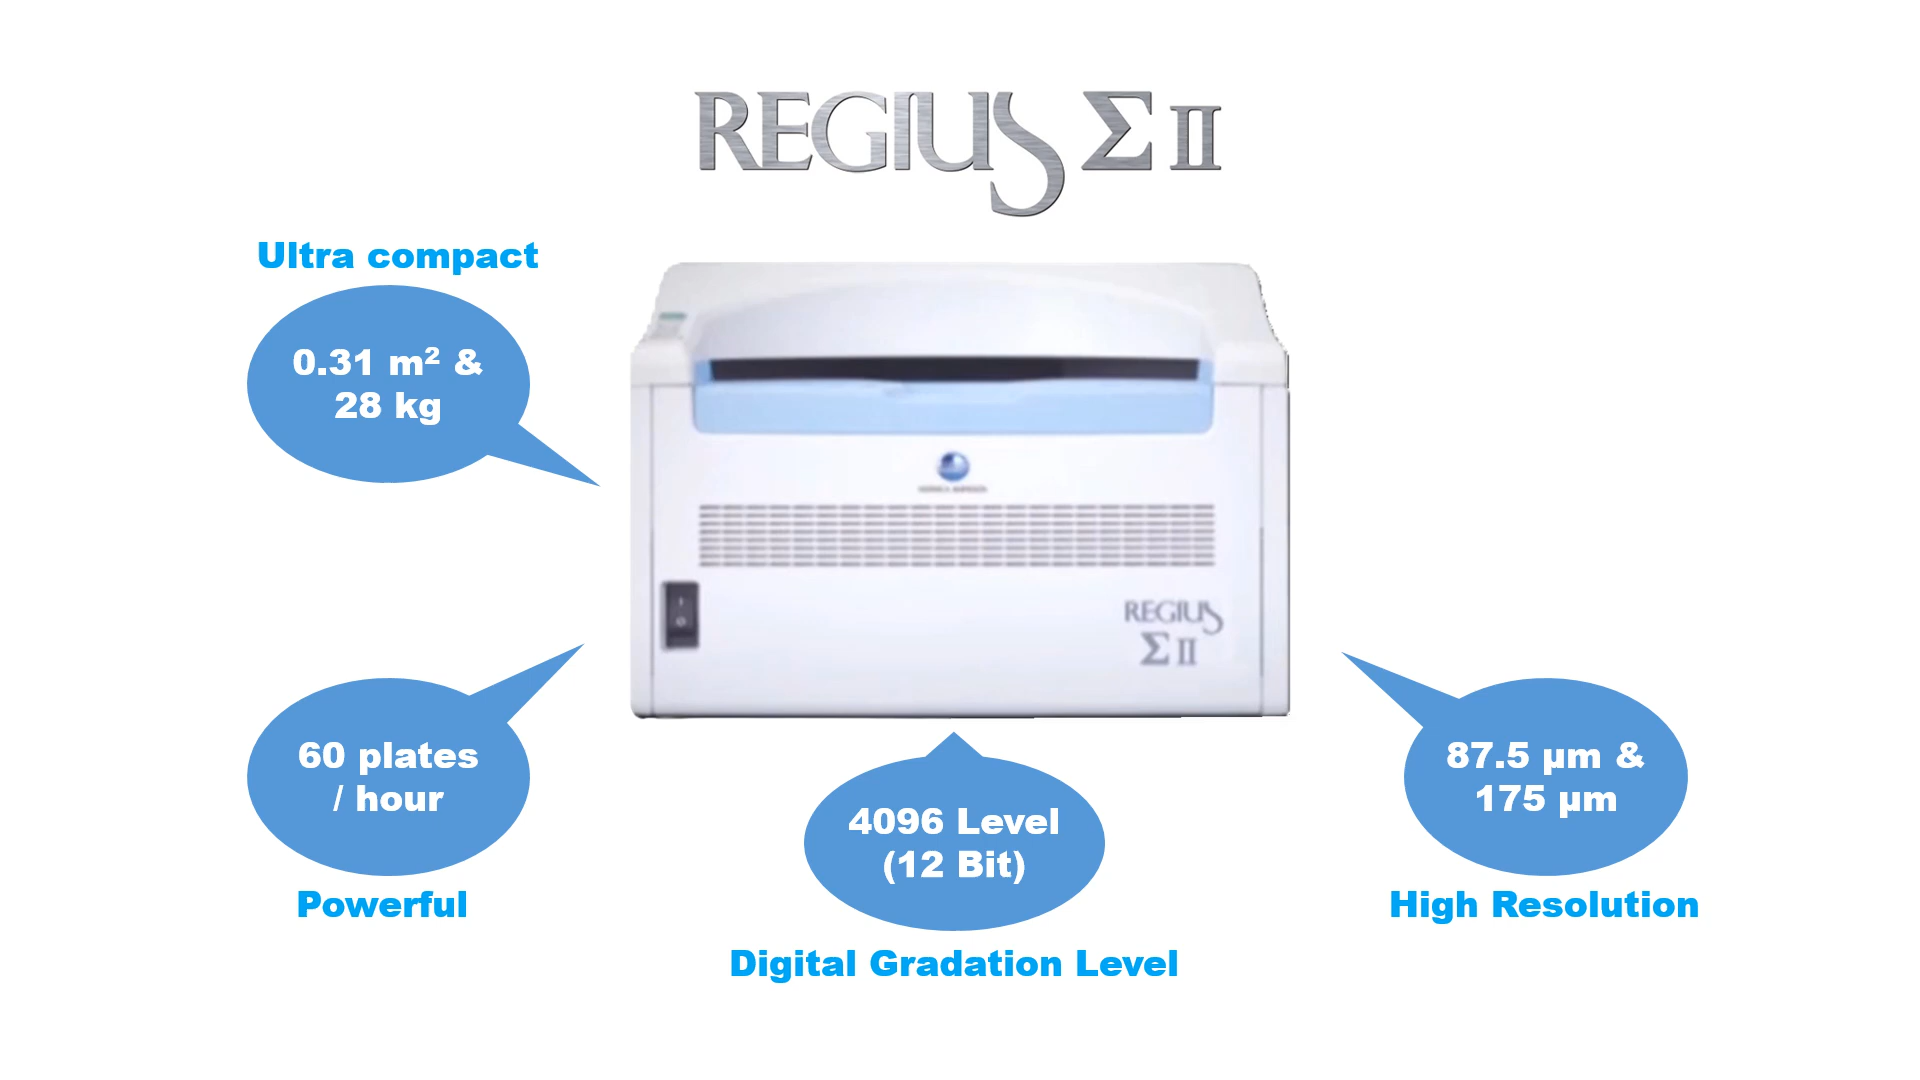 REGIUS Σ II
Ultra compact
0.31 m² &
28 kg
REGIUS
Σ II
60 plates
/ hour
Powerful
4096 Level
(12 Bit)
Digital Gradation Level
87.5 µm &
175 µm
High Resolution